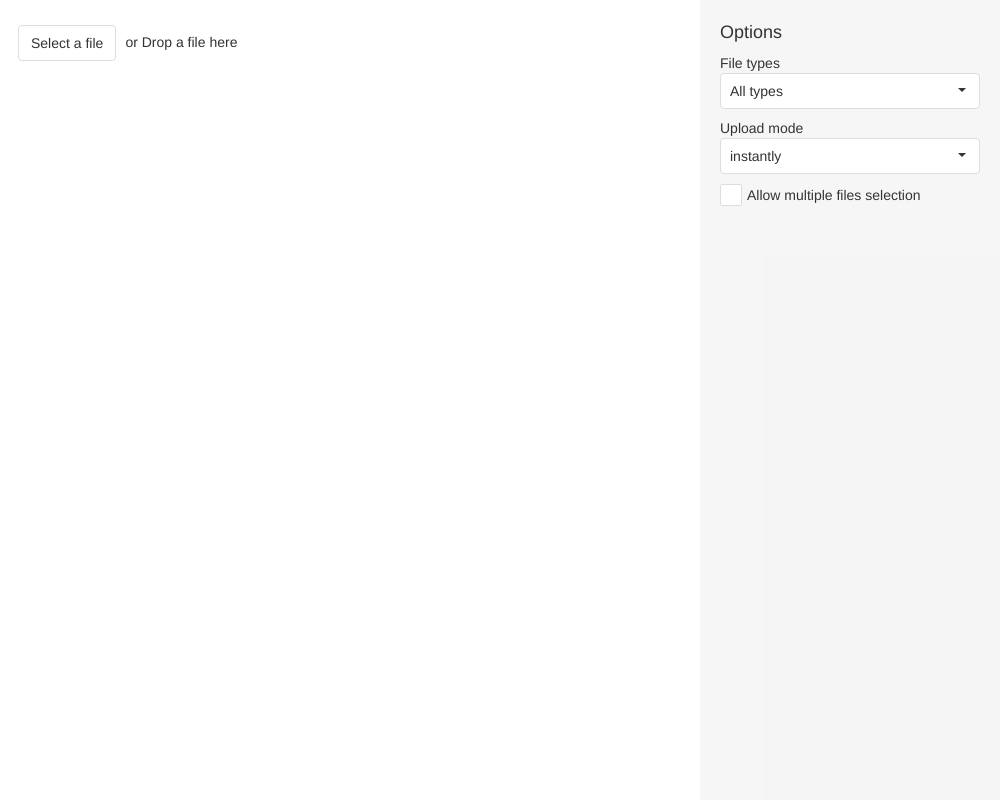 Select a file
or Drop a file here
Options
File types
All types
Upload mode
instantly
Allow multiple files selection